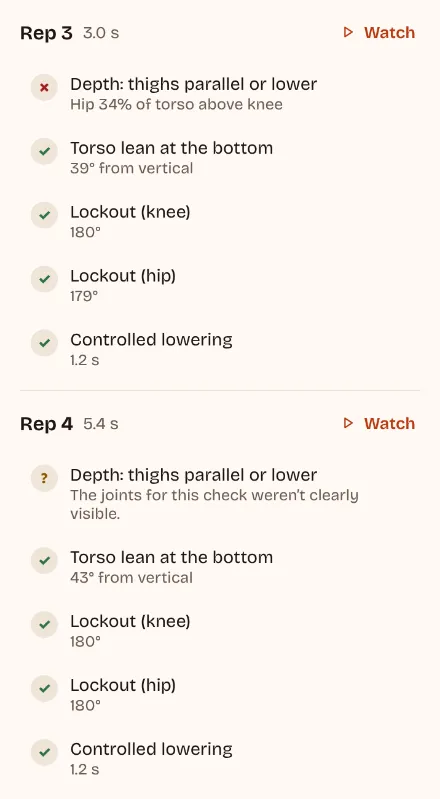 Rep 3 3.0 s Watch
Depth: thighs parallel or lower
Hip 34% of torso above knee
Torso lean at the bottom
39° from vertical
Lockout (knee)
180°
Lockout (hip)
179°
Controlled lowering
1.2 s
Rep 4 5.4 s Watch
?
Depth: thighs parallel or lower
The joints for this check weren't clearly
visible.
Torso lean at the bottom
43° from vertical
Lockout (knee)
180°
Lockout (hip)
180°
Controlled lowering
1.2 s